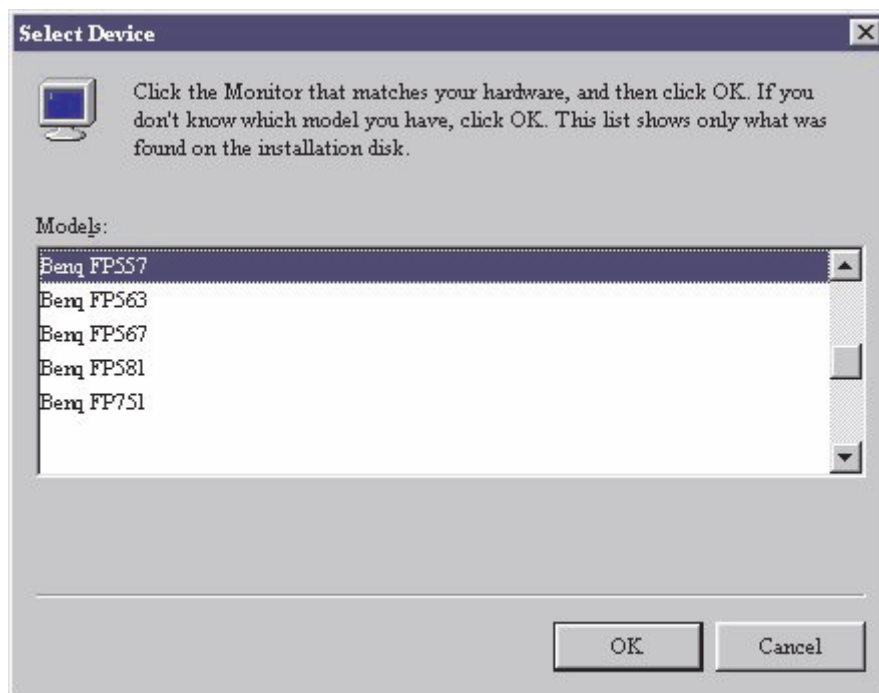 Select Device
Click the Monitor that matches your hardware, and then click OK. If you
don't know which model you have, click OK. This list shows only what was
found on the installation disk.
Models:
Benq FP557
Benq FP563
Benq FP567
Benq FP581
Benq FP751
OK
Cancel